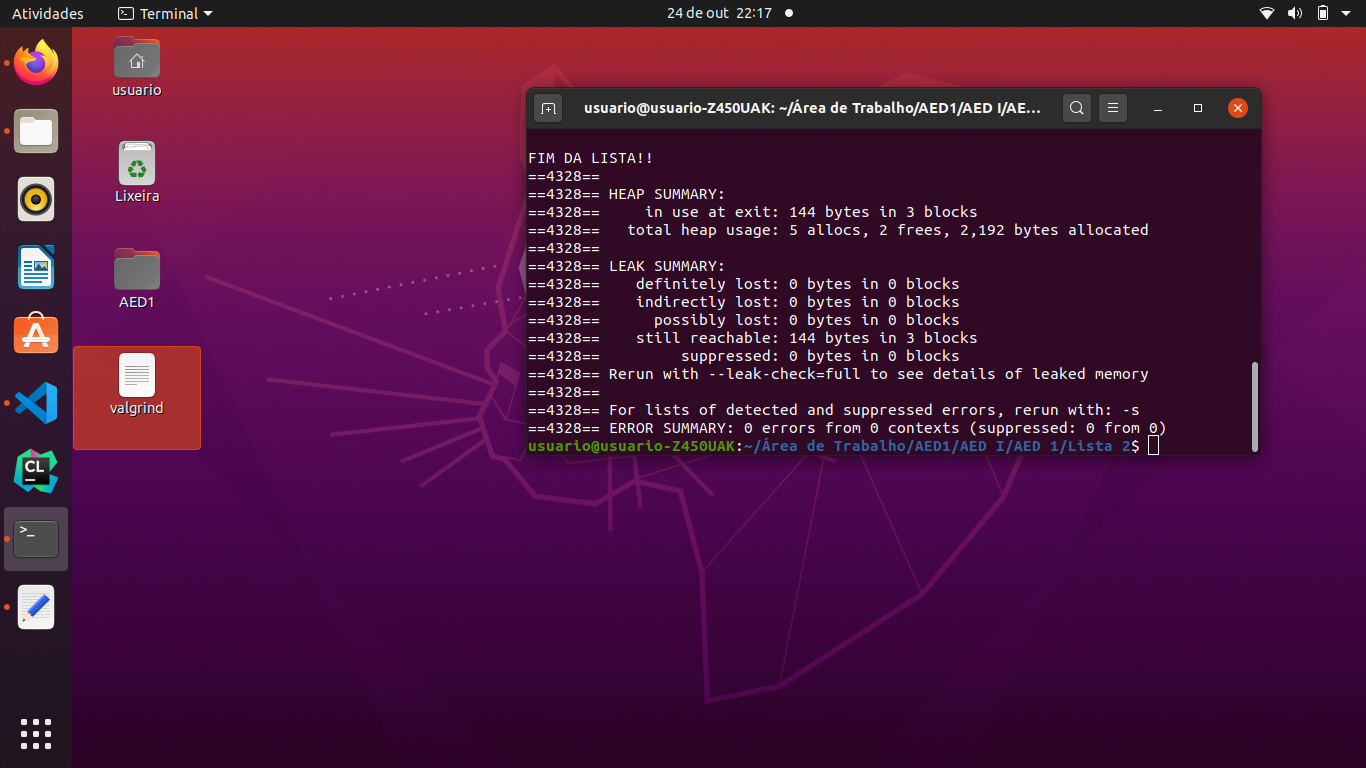 Atividades
Terminal
24 de out 22:17
usuario
Lixeira
AED1
valgrind
CL
>_
usuario@usuario-Z450UAK: ~/Área de Trabalho/AED1/AED I/AE...
FIM DA LISTA!!
==4328==
==4328== HEAP SUMMARY:
==4328==     in use at exit: 144 bytes in 3 blocks
==4328==   total heap usage: 5 allocs, 2 frees, 2,192 bytes allocated
==4328==
==4328== LEAK SUMMARY:
==4328==    definitely lost: 0 bytes in 0 blocks
==4328==    indirectly lost: 0 bytes in 0 blocks
==4328==      possibly lost: 0 bytes in 0 blocks
==4328==    still reachable: 144 bytes in 3 blocks
==4328==         suppressed: 0 bytes in 0 blocks
==4328== Rerun with --leak-check=full to see details of leaked memory
==4328==
==4328== For lists of detected and suppressed errors, rerun with: -s
==4328== ERROR SUMMARY: 0 errors from 0 contexts (suppressed: 0 from 0)
usuario@usuario-Z450UAK:~/Área de Trabalho/AED1/AED I/AED 1/Lista 2$